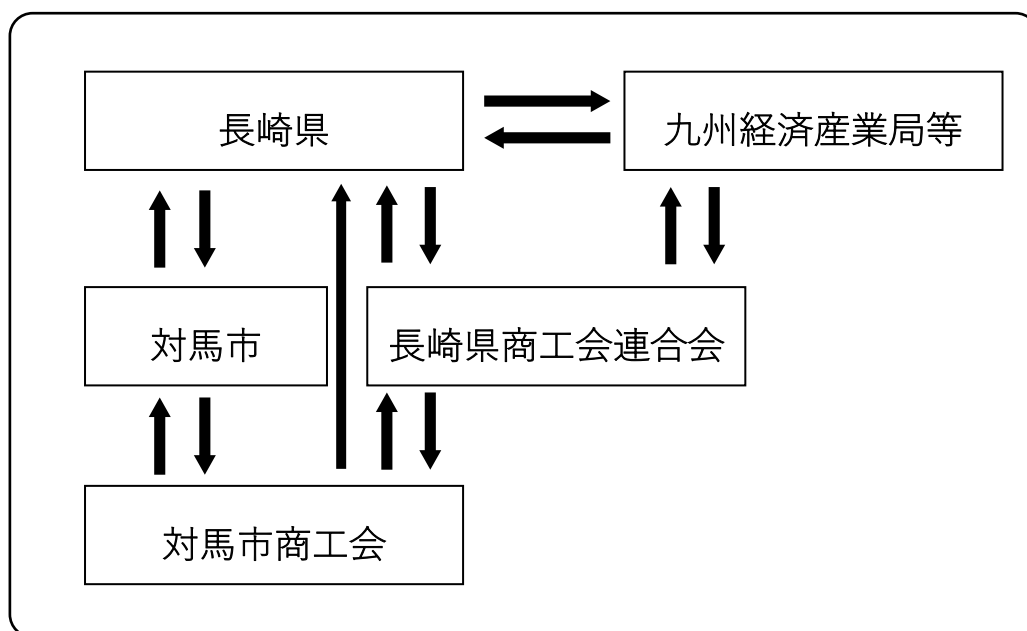 長崎県
九州経済産業局等
対馬市
長崎県商工会連合会
対馬市商工会